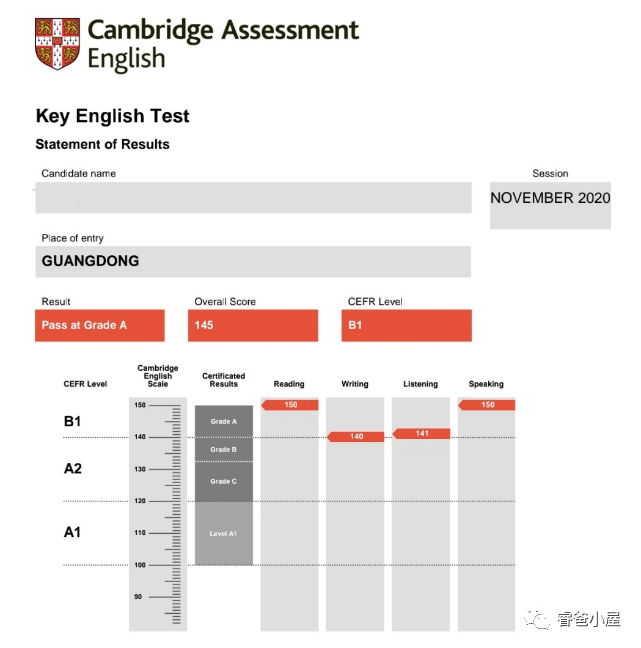 Cambridge Assessment
English
Key English Test
Statement of Results
Candidate name
Session
NOVEMBER 2020
Place of entry
GUANGDONG
Result
Overall Score
CEFR Level
Pass at Grade A
145
B1
CEFR Level
Cambridge
English
Scale
Certificated
Results
Reading
Writing
Listening
Speaking
150
150
150
B1
Grade A
140
140
141
Grade B
A2
130
Grade C
120
A1
110
Level A1
100
90
睿爸小屋